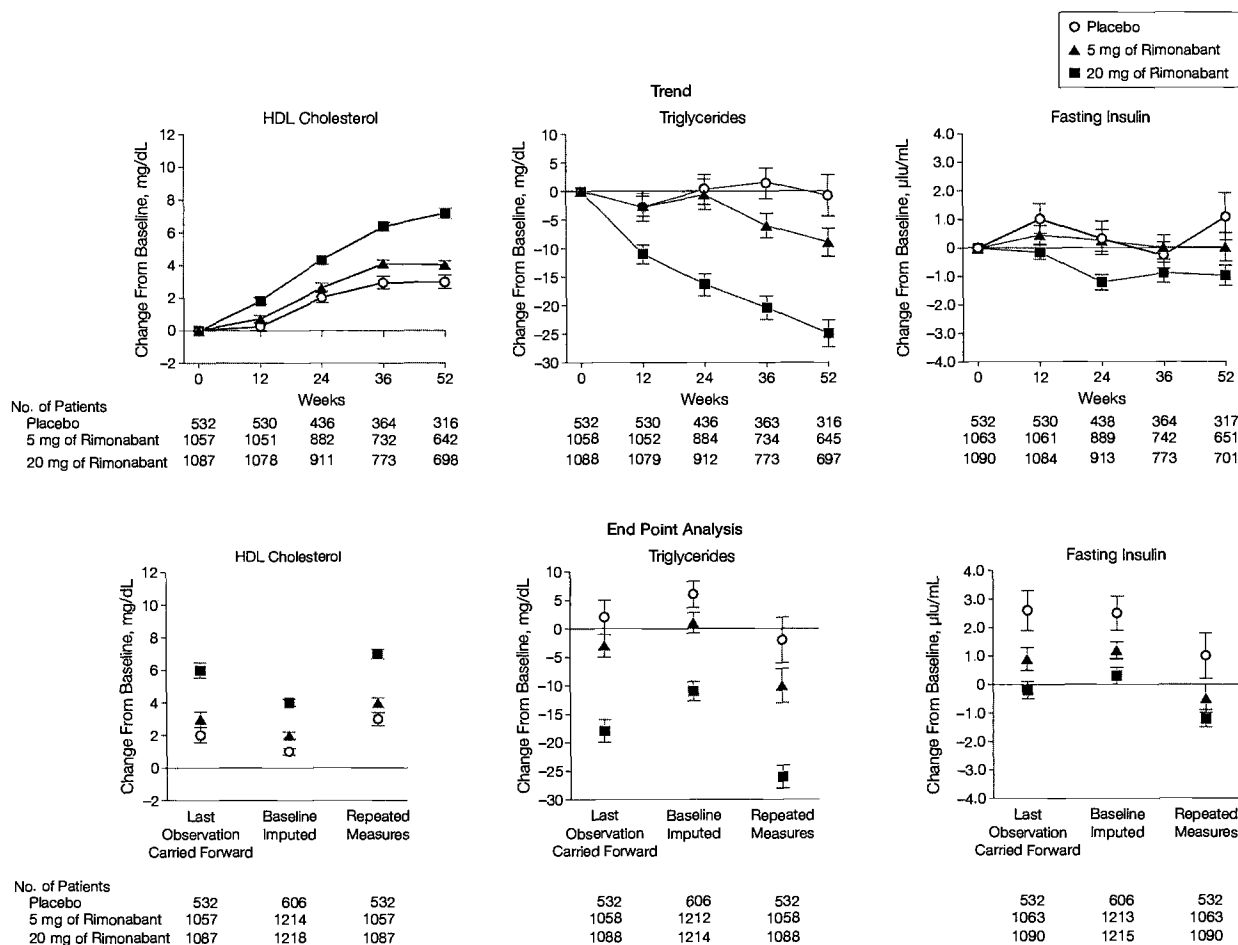 Placebo
5 mg of Rimonabant
20 mg of Rimonabant
Trend
HDL Cholesterol
Triglycerides
Fasting Insulin
Change From Baseline, mg/dL
12
10
8
6
4
2
0
−2
0 12 24 36 52
Weeks
Change From Baseline, mg/dL
10
5
0
−5
−10
−15
−20
−25
−30
0 12 24 36 52
Weeks
Change From Baseline, µIu/mL
4.0
3.0
2.0
1.0
0
−1.0
−2.0
−3.0
−4.0
0 12 24 36 52
Weeks
No. of Patients
Placebo 532 530 436 364 316 532 530 436 363 316 532 530 438 364 317
5 mg of Rimonabant 1057 1051 882 732 642 1058 1052 884 734 645 1063 1061 889 742 651
20 mg of Rimonabant 1087 1078 911 773 698 1088 1079 912 773 697 1090 1084 913 773 701
End Point Analysis
HDL Cholesterol
Triglycerides
Fasting Insulin
Change From Baseline, mg/dL
12
10
8
6
4
2
0
−2
Last Observation Carried Forward
Baseline Imputed
Repeated Measures
Change From Baseline, mg/dL
10
5
0
−5
−10
−15
−20
−25
−30
Last Observation Carried Forward
Baseline Imputed
Repeated Measures
Change From Baseline, µIu/mL
4.0
3.0
2.0
1.0
0
−1.0
−2.0
−3.0
−4.0
Last Observation Carried Forward
Baseline Imputed
Repeated Measures
No. of Patients
Placebo 532 606 532 532 606 532 532 606 532
5 mg of Rimonabant 1057 1214 1057 1058 1212 1058 1063 1213 1063
20 mg of Rimonabant 1087 1218 1087 1088 1214 1088 1090 1215 1090